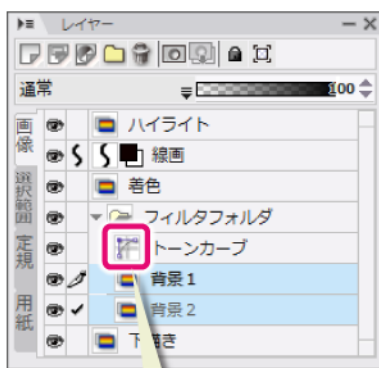 レイヤー
通常
100
画像
選択範囲
定規
用紙
ハイライト
線画
着色
フィルタフォルダ
トーンカーブ
背景1
背景2
下描き